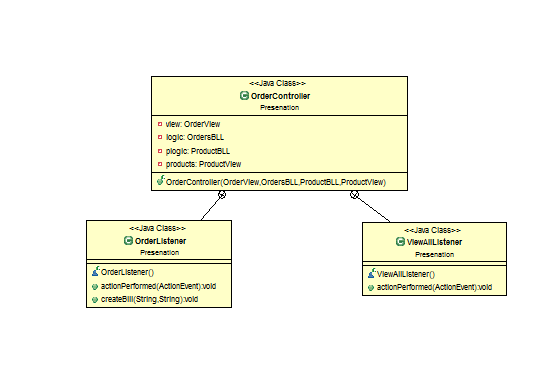 <<Java Class>>
OrderController
Presenation
view: OrderView
logic: OrdersBLL
plogic: ProductBLL
products: ProductView
OrderController(OrderView,OrdersBLL,ProductBLL,ProductView)
<<Java Class>>
OrderListener
Presenation
OrderListener()
actionPerformed(ActionEvent):void
createBill(String,String):void
<<Java Class>>
ViewAllListener
Presenation
ViewAllListener()
actionPerformed(ActionEvent):void